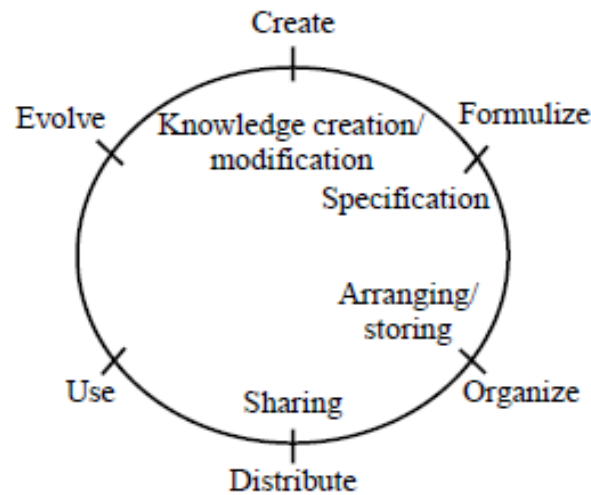 Create
Evolve
Formulize
Knowledge creation/
modification
Specification
Arranging/
storing
Use
Sharing
Organize
Distribute